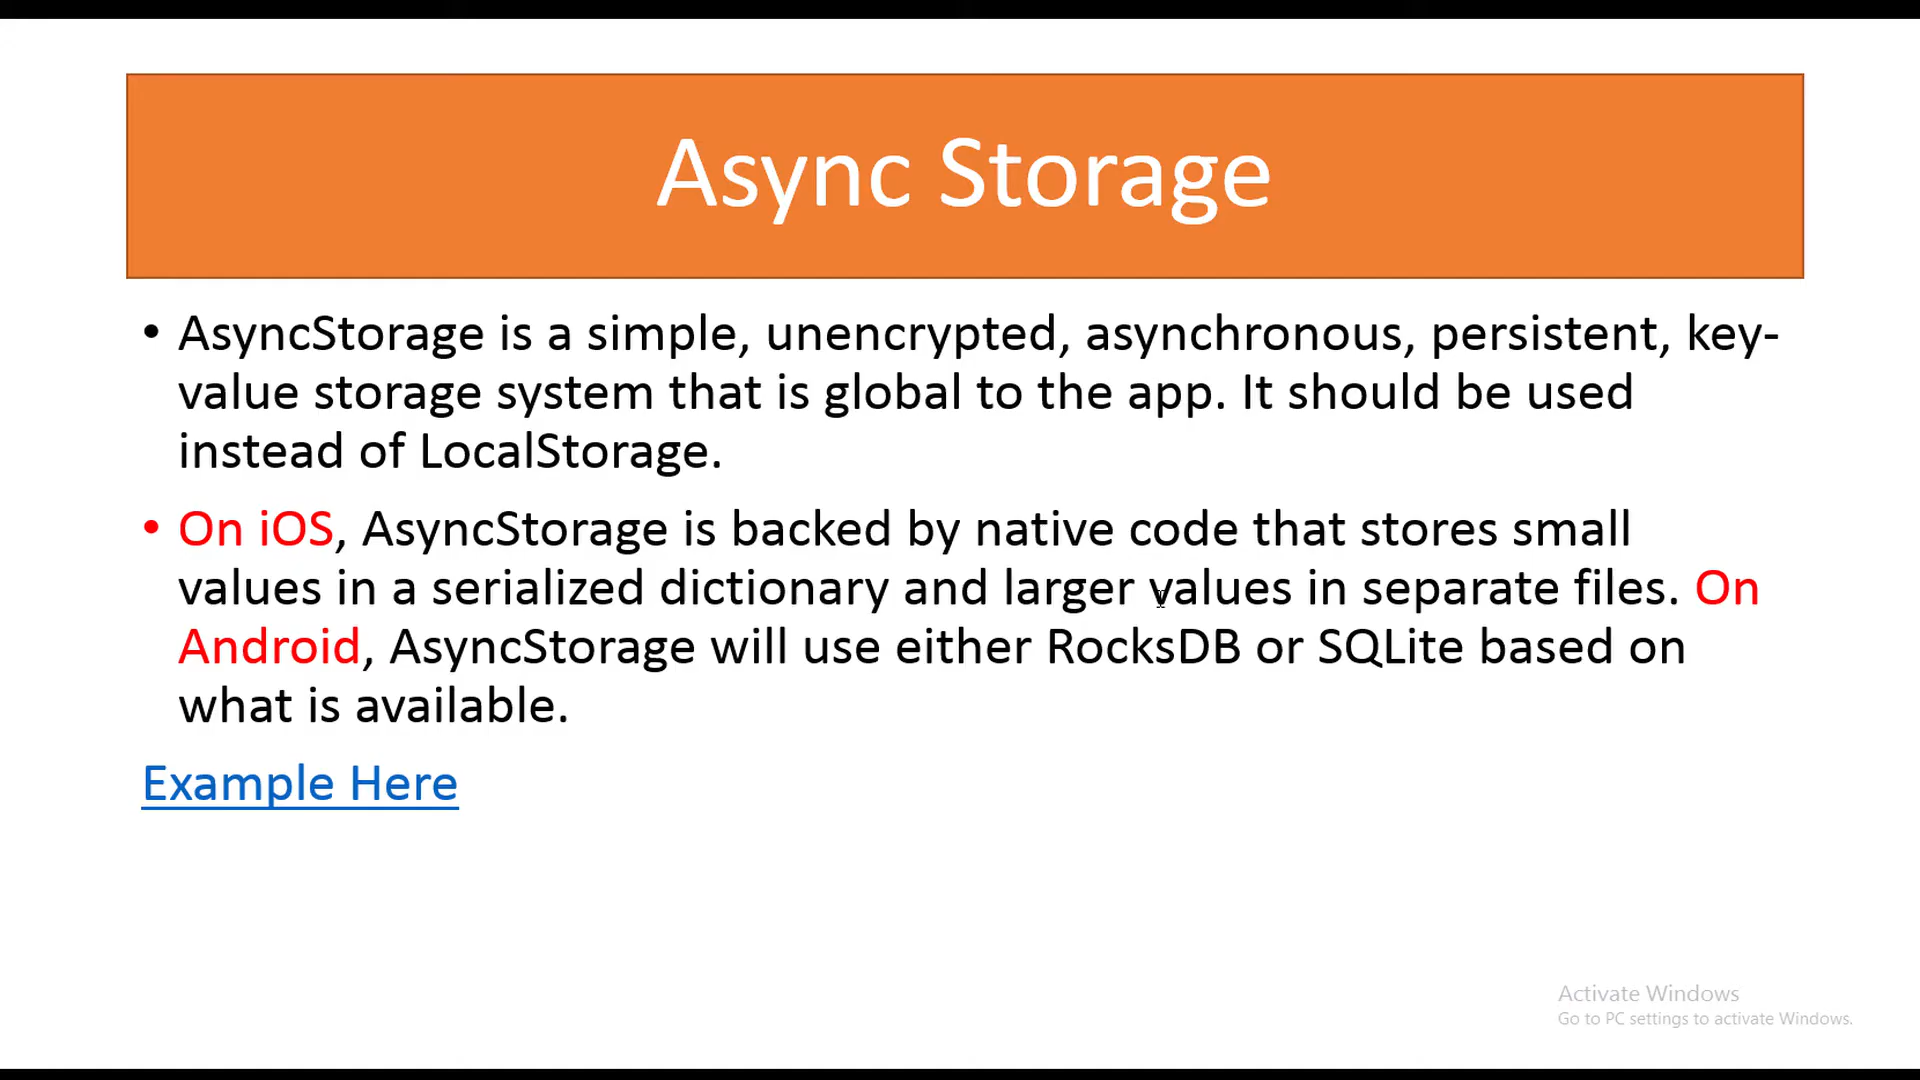 Async Storage
• AsyncStorage is a simple, unencrypted, asynchronous, persistent, key-
value storage system that is global to the app. It should be used
instead of LocalStorage.
• On iOS, AsyncStorage is backed by native code that stores small
values in a serialized dictionary and larger values in separate files. On
Android, AsyncStorage will use either RocksDB or SQLite based on
what is available.
Example Here
Activate Windows
Go to PC settings to activate Windows.